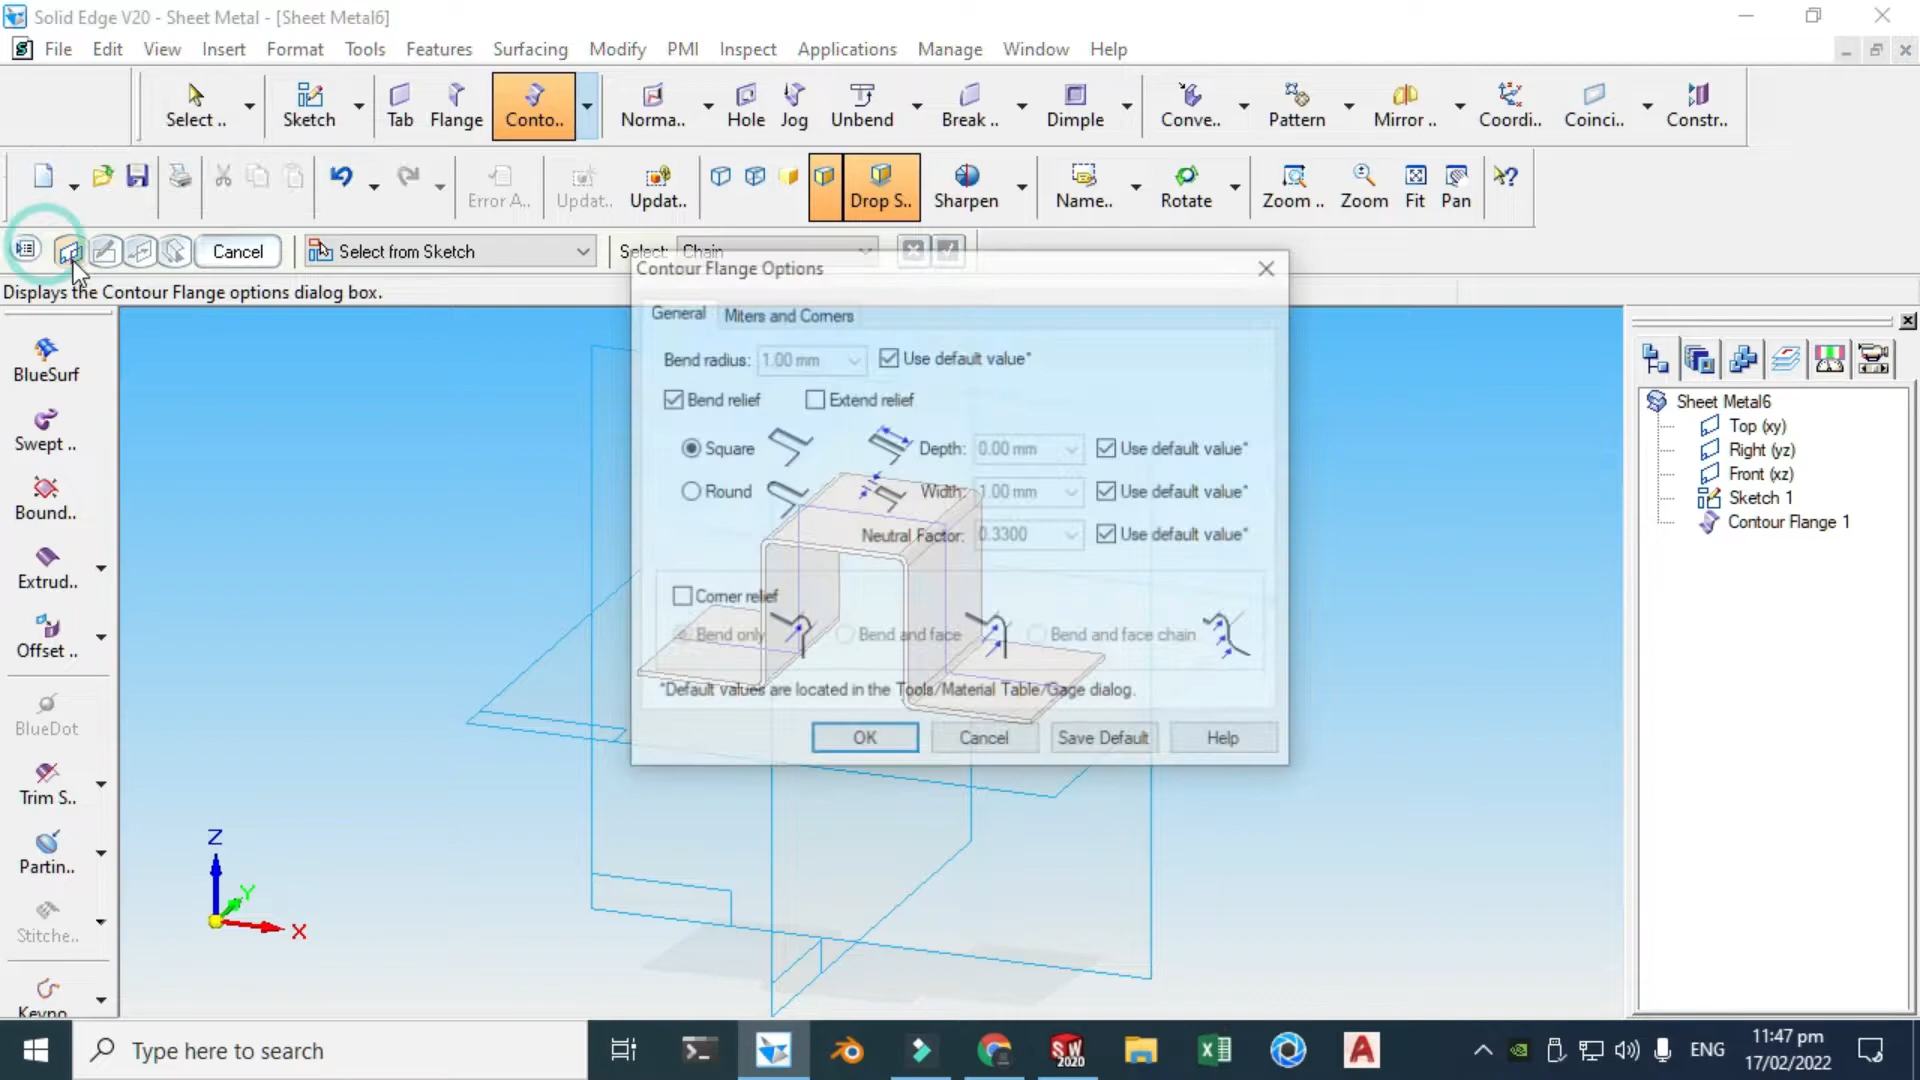 Solid Edge V20 - Sheet Metal - [Sheet Metal6]
File Edit View Insert Format Tools Features Surfacing Modify PMI Inspect Applications Manage Window Help
Select .. Sketch Tab Flange Conto.. Norma.. Hole Jog Unbend Break .. Dimple Conve.. Pattern Mirror .. Coordi.. Coinci.. Constr..
Error A.. Updat.. Updat.. Drop S.. Sharpen Name.. Rotate Zoom .. Zoom Fit Pan
Cancel Select from Sketch Select: Chain
Displays the Contour Flange options dialog box.
Contour Flange Options
General Miters and Corners
Bend radius: 1.00 mm Use default value*
Bend relief Extend relief
Square Depth: 0.00 mm Use default value*
Round Width: 1.00 mm Use default value*
Neutral Factor: 0.3300 Use default value*
Corner relief
Bend only Bend and face Bend and face chain
*Default values are located in the Tools/Material Table/Gage dialog.
OK Cancel Save Default Help
BlueSurf
Swept ..
Bound..
Extrud..
Offset ..
BlueDot
Trim S..
Partin..
Stitche..
Keypo
Z
Y
X
Sheet Metal6
Top (xy)
Right (yz)
Front (xz)
Sketch 1
Contour Flange 1
Type here to search
SW
2020
ENG
11:47 pm
17/02/2022